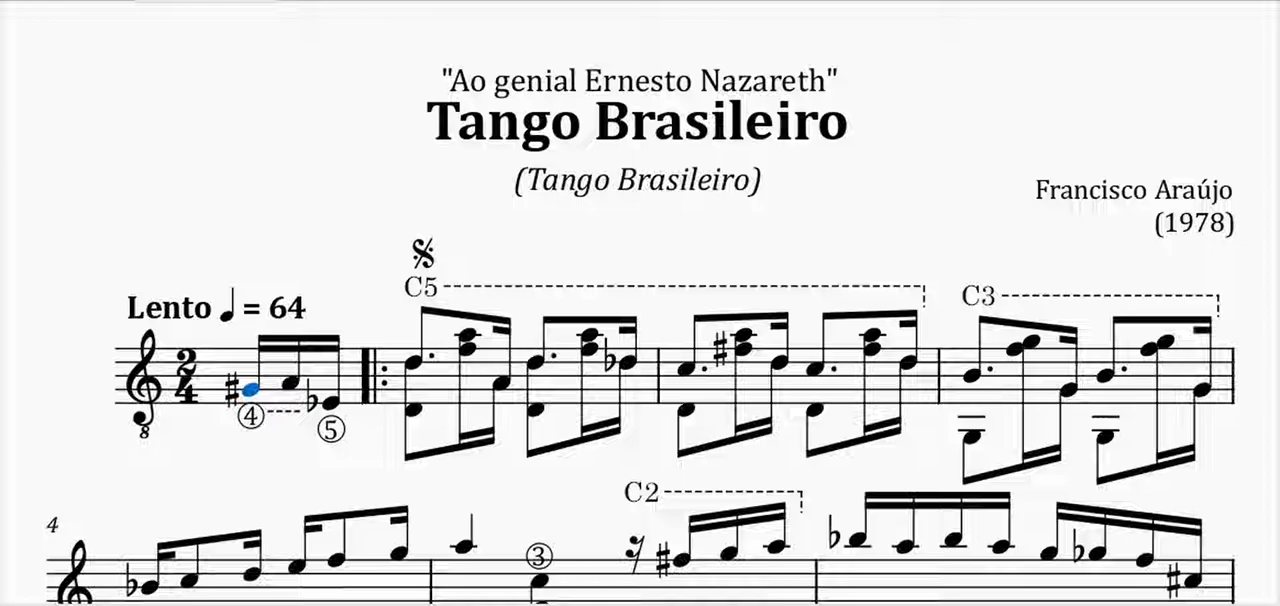 "Ao genial Ernesto Nazareth"
Tango Brasileiro
(Tango Brasileiro)
Francisco Araújo
(1978)
C5
C3
Lento ♩ = 64
2
4
8
④
⑤
4
C2
③